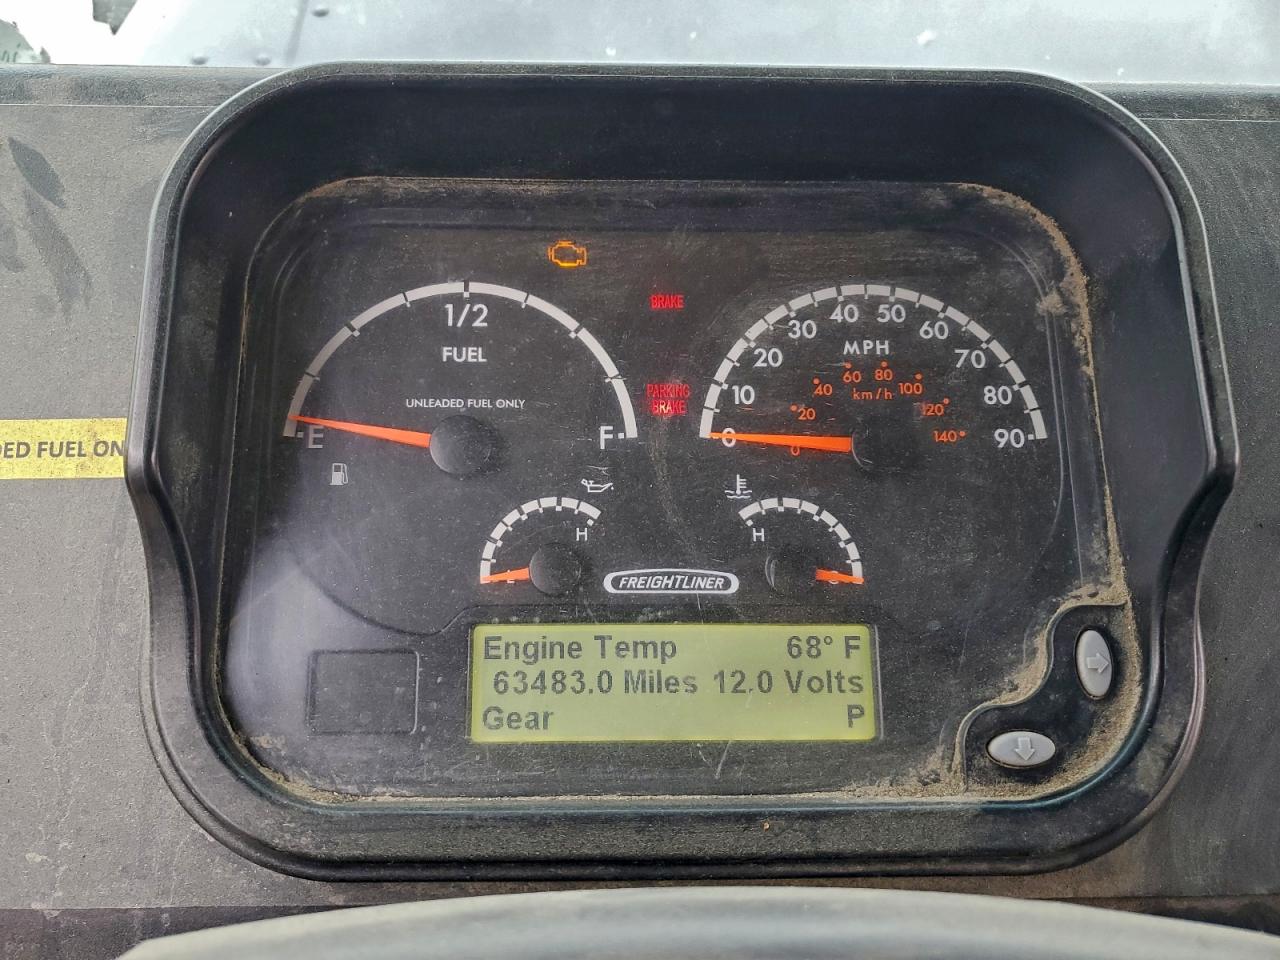 1/2
FUEL
UNLEADED FUEL ONLY
E
F
BRAKE
PARKING
BRAKE
0 10 20 30 40 50 60 70 80 90
MPH
km/h
0 20 40 60 80 100 120 140
DED FUEL ON
H
H
FREIGHTLINER
Engine Temp 68° F
63483.0 Miles 12.0 Volts
Gear P